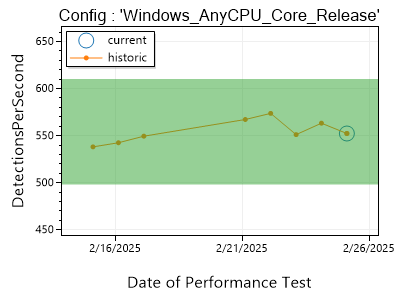 Config : 'Windows_AnyCPU_Core_Release'
current
historic
DetectionsPerSecond
650
600
550
500
450
2/16/2025
2/21/2025
2/26/2025
Date of Performance Test